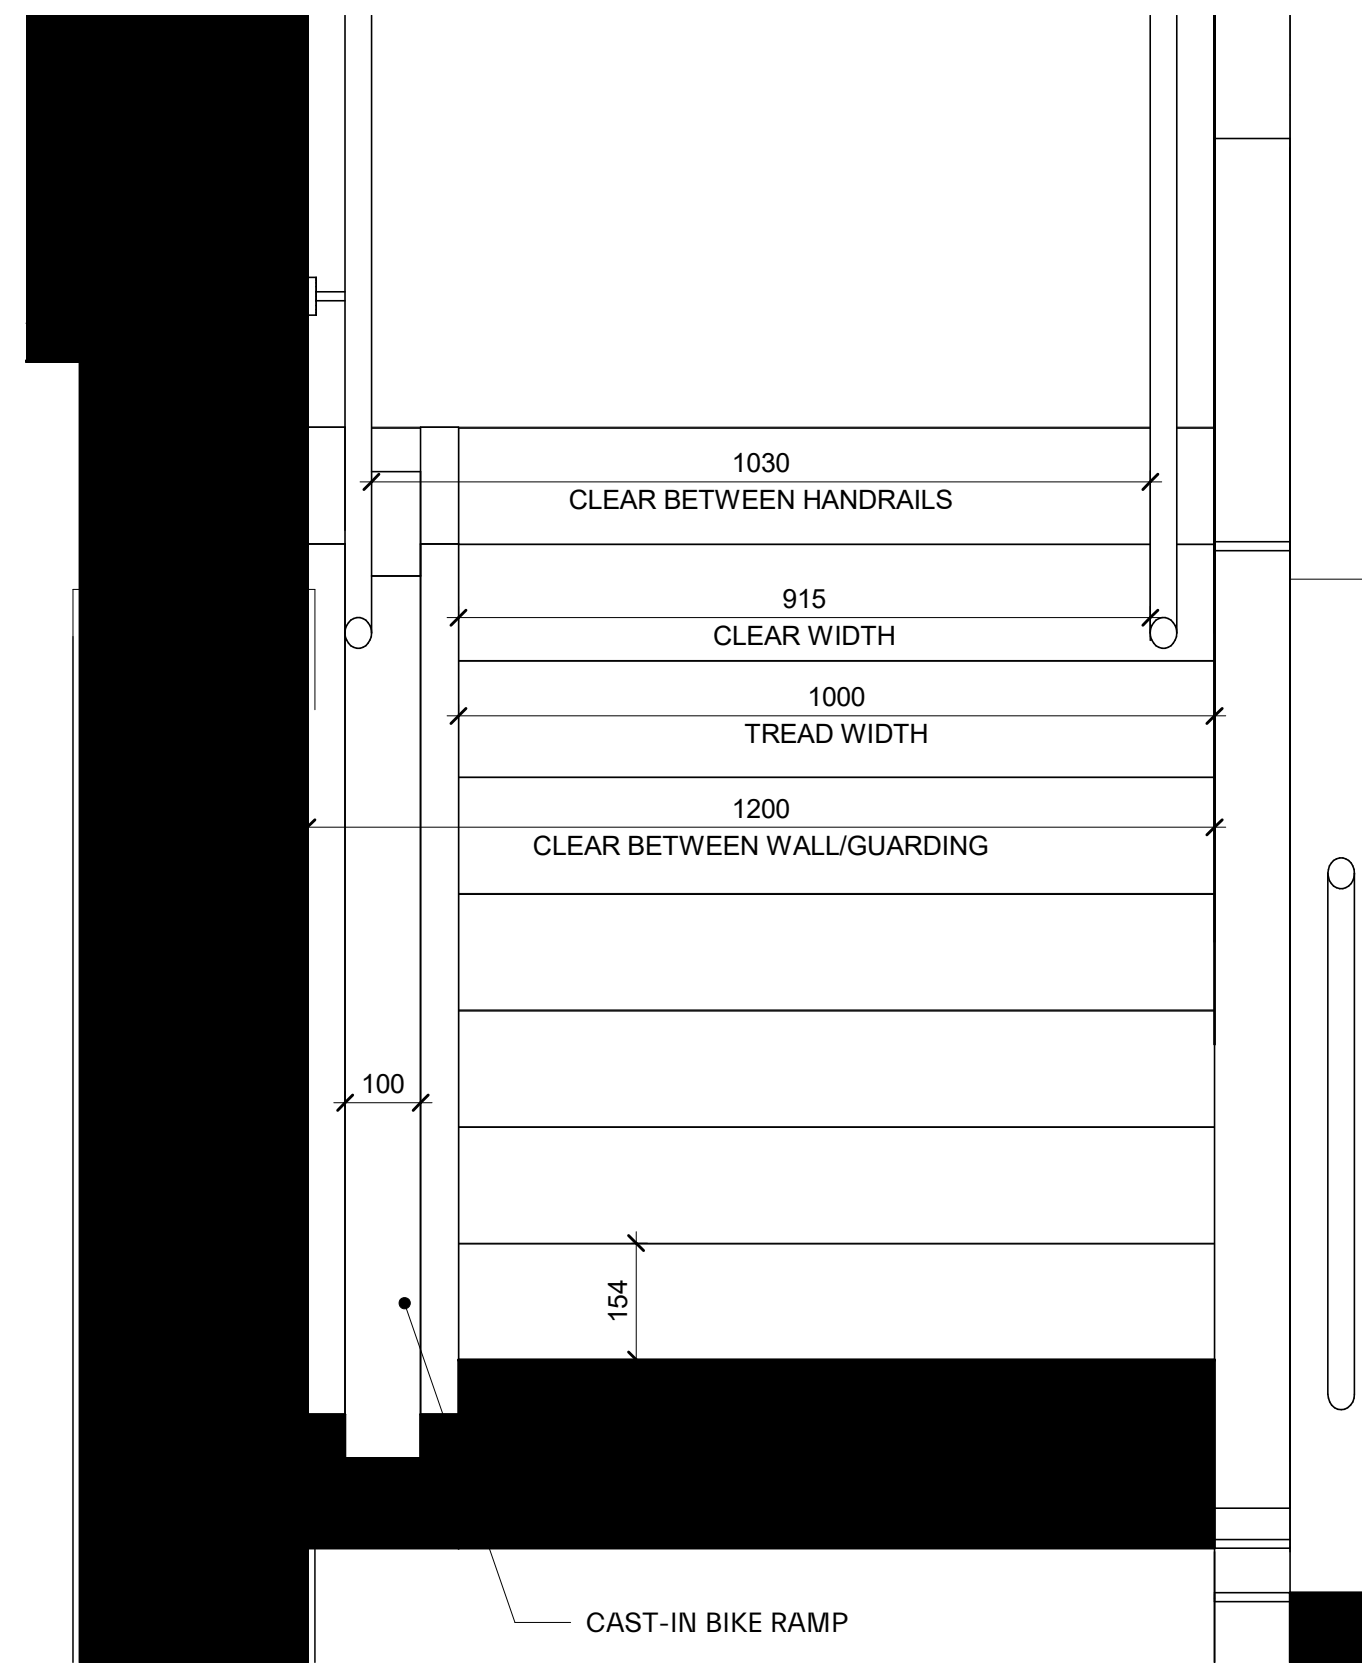 1030
CLEAR BETWEEN HANDRAILS
915
CLEAR WIDTH
1000
TREAD WIDTH
1200
CLEAR BETWEEN WALL/GUARDING
100
154
CAST-IN BIKE RAMP